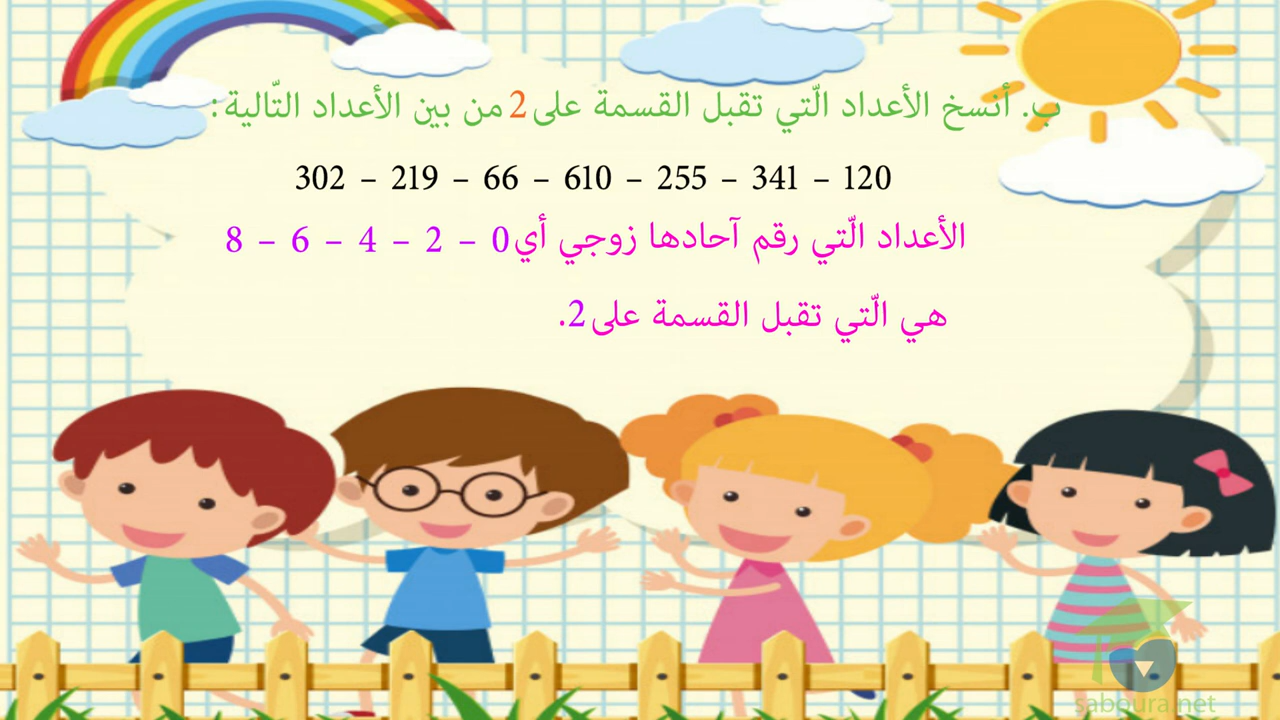 ب. أنسخ الأعداد الّتي تقبل القسمة على 2 من بين الأعداد التّالية:
120 – 341 – 255 – 610 – 66 – 219 – 302
الأعداد الّتي رقم آحادها زوجي أي 0 – 2 – 4 – 6 – 8
هي الّتي تقبل القسمة على 2.
saboura.net